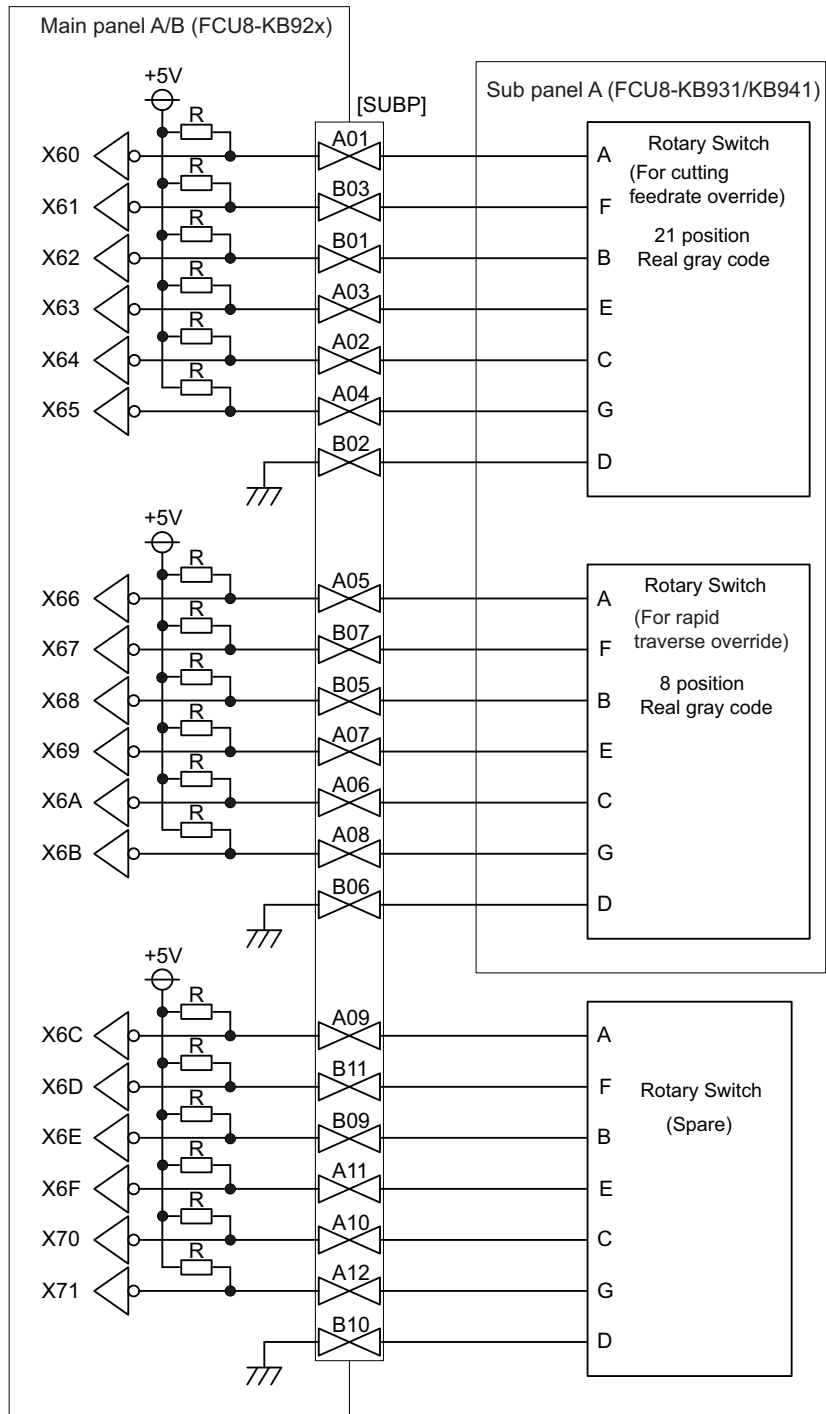 Main panel A/B (FCU8-KB92x)
+5V
[SUBP]
Sub panel A (FCU8-KB931/KB941)
R
X60
A01
A
Rotary Switch
(For cutting
feedrate override)
21 position
Real gray code
R
X61
B03
F
R
X62
B01
B
R
X63
A03
E
R
X64
A02
C
R
X65
A04
G
B02
D
+5V
R
X66
A05
A
Rotary Switch
(For rapid
traverse override)
8 position
Real gray code
R
X67
B07
F
R
X68
B05
B
R
X69
A07
E
R
X6A
A06
C
R
X6B
A08
G
B06
D
+5V
R
X6C
A09
A
R
X6D
B11
F
Rotary Switch
(Spare)
R
X6E
B09
B
R
X6F
A11
E
R
X70
A10
C
R
X71
A12
G
B10
D